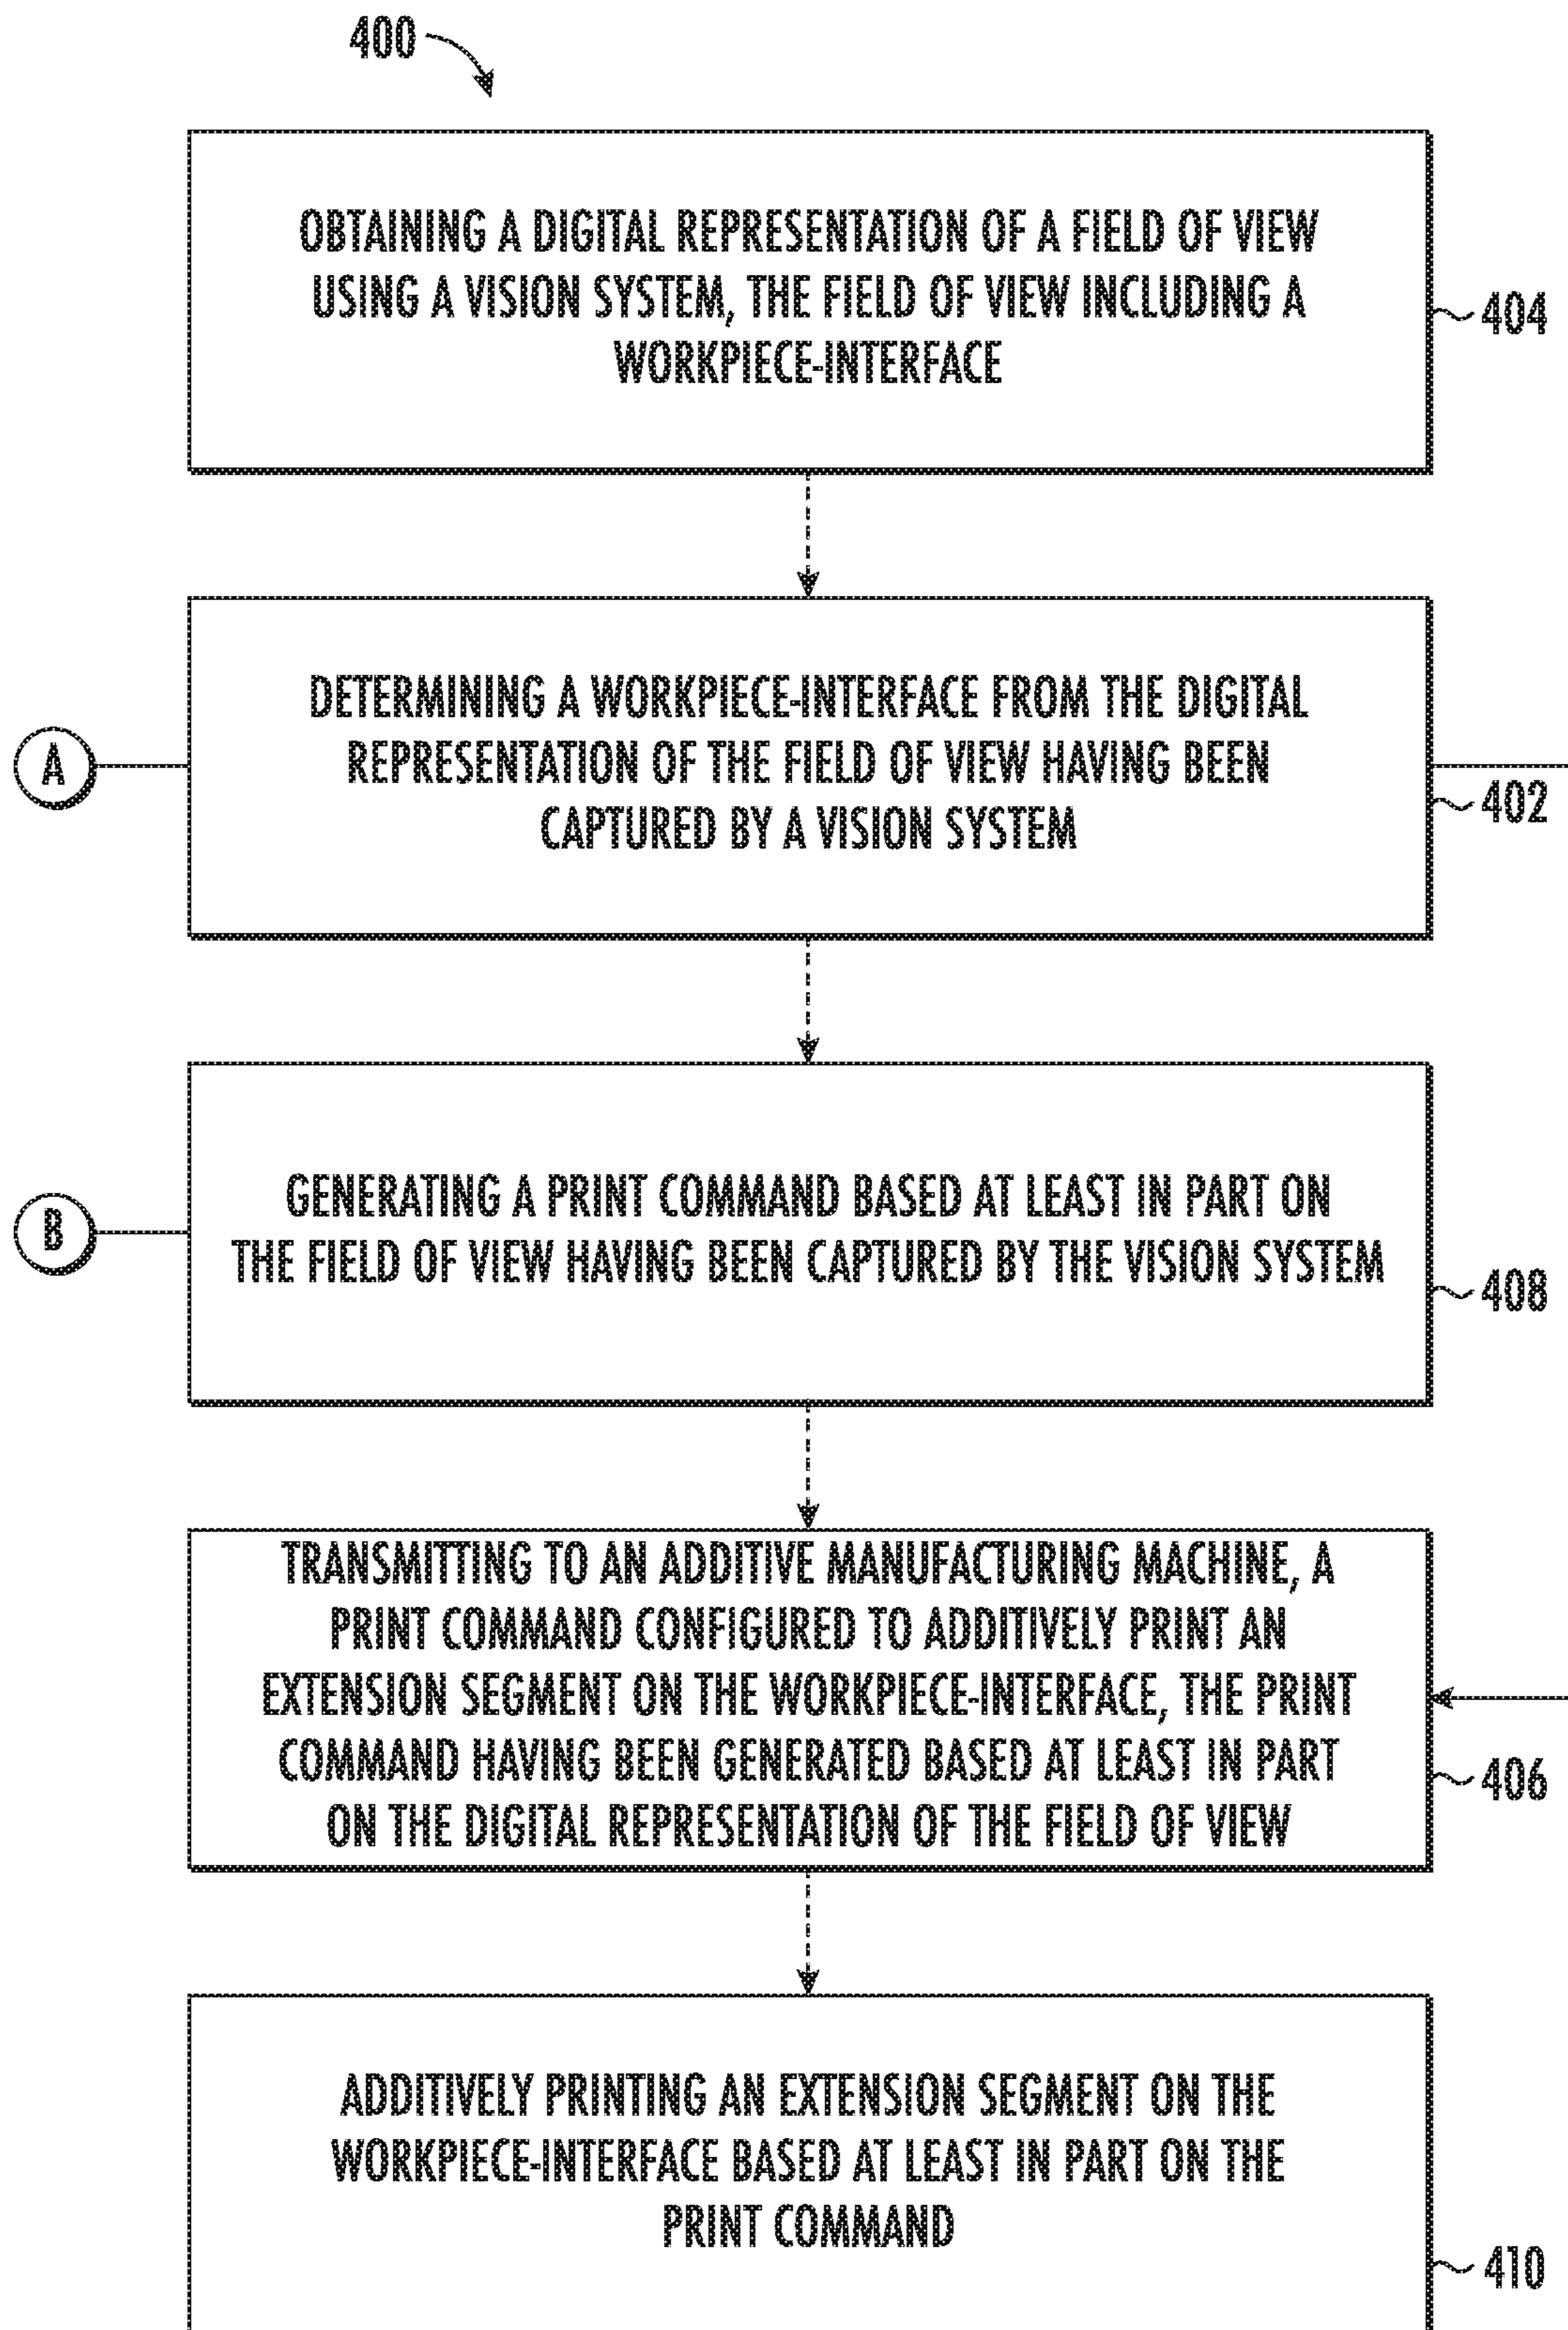 400
OBTAINING A DIGITAL REPRESENTATION OF A FIELD OF VIEW
USING A VISION SYSTEM, THE FIELD OF VIEW INCLUDING A
WORKPIECE-INTERFACE
404
DETERMINING A WORKPIECE-INTERFACE FROM THE DIGITAL
REPRESENTATION OF THE FIELD OF VIEW HAVING BEEN
CAPTURED BY A VISION SYSTEM
A
402
GENERATING A PRINT COMMAND BASED AT LEAST IN PART ON
THE FIELD OF VIEW HAVING BEEN CAPTURED BY THE VISION SYSTEM
B
408
TRANSMITTING TO AN ADDITIVE MANUFACTURING MACHINE, A
PRINT COMMAND CONFIGURED TO ADDITIVELY PRINT AN
EXTENSION SEGMENT ON THE WORKPIECE-INTERFACE, THE PRINT
COMMAND HAVING BEEN GENERATED BASED AT LEAST IN PART
ON THE DIGITAL REPRESENTATION OF THE FIELD OF VIEW
406
ADDITIVELY PRINTING AN EXTENSION SEGMENT ON THE
WORKPIECE-INTERFACE BASED AT LEAST IN PART ON THE
PRINT COMMAND
410